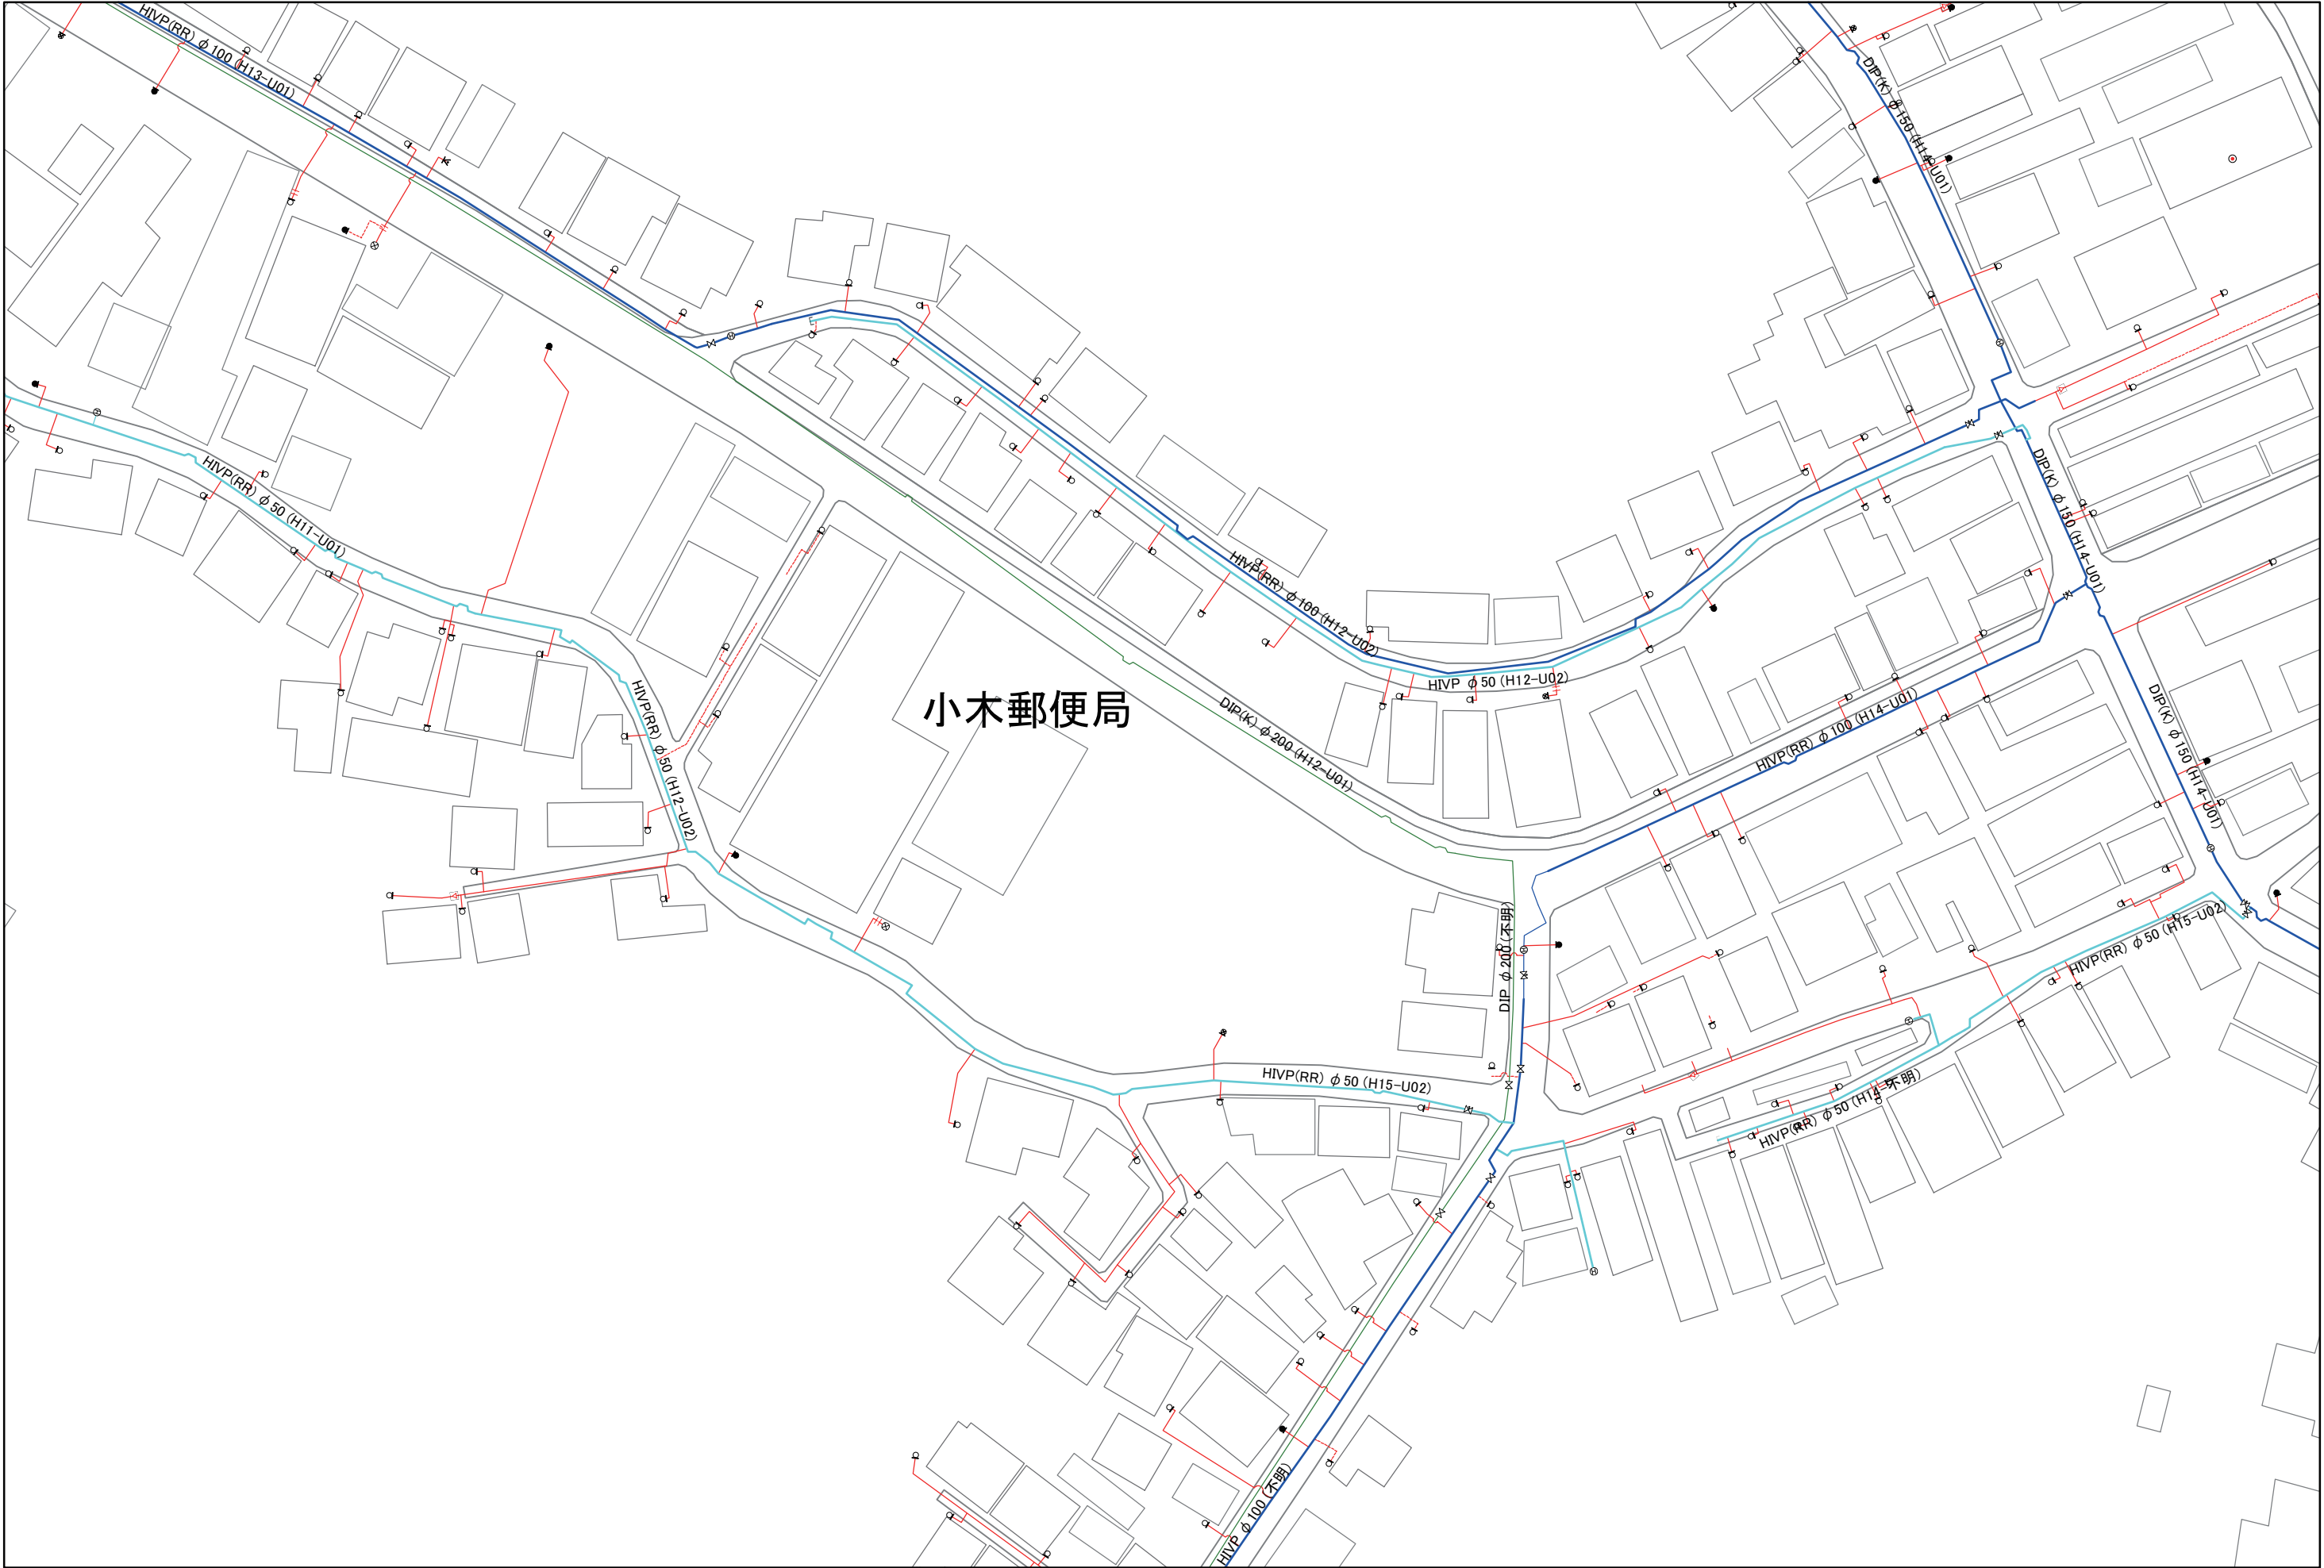 HIVP(RR) φ100 (H13-U01)
DIP(K) φ150 (H14-U01)
HIVP(RR) φ50 (H11-U01)
DIP(K) φ150 (H14-U01)
HIVP(RR) φ100 (H12-U02)
HIVP φ50 (H12-U02)
小木郵便局
HIVP(RR) φ50 (H12-U02)
DIP(K) φ200 (H12-U01)
HIVP(RR) φ100 (H14-U01)
DIP(K) φ150 (H14-U01)
DIP φ200 (不明)
HIVP(RR) φ50 (H15-U02)
HIVP(RR) φ50 (H15-U02)
HIVP(RR) φ50 (H14-不明)
HIVP φ100 (不明)